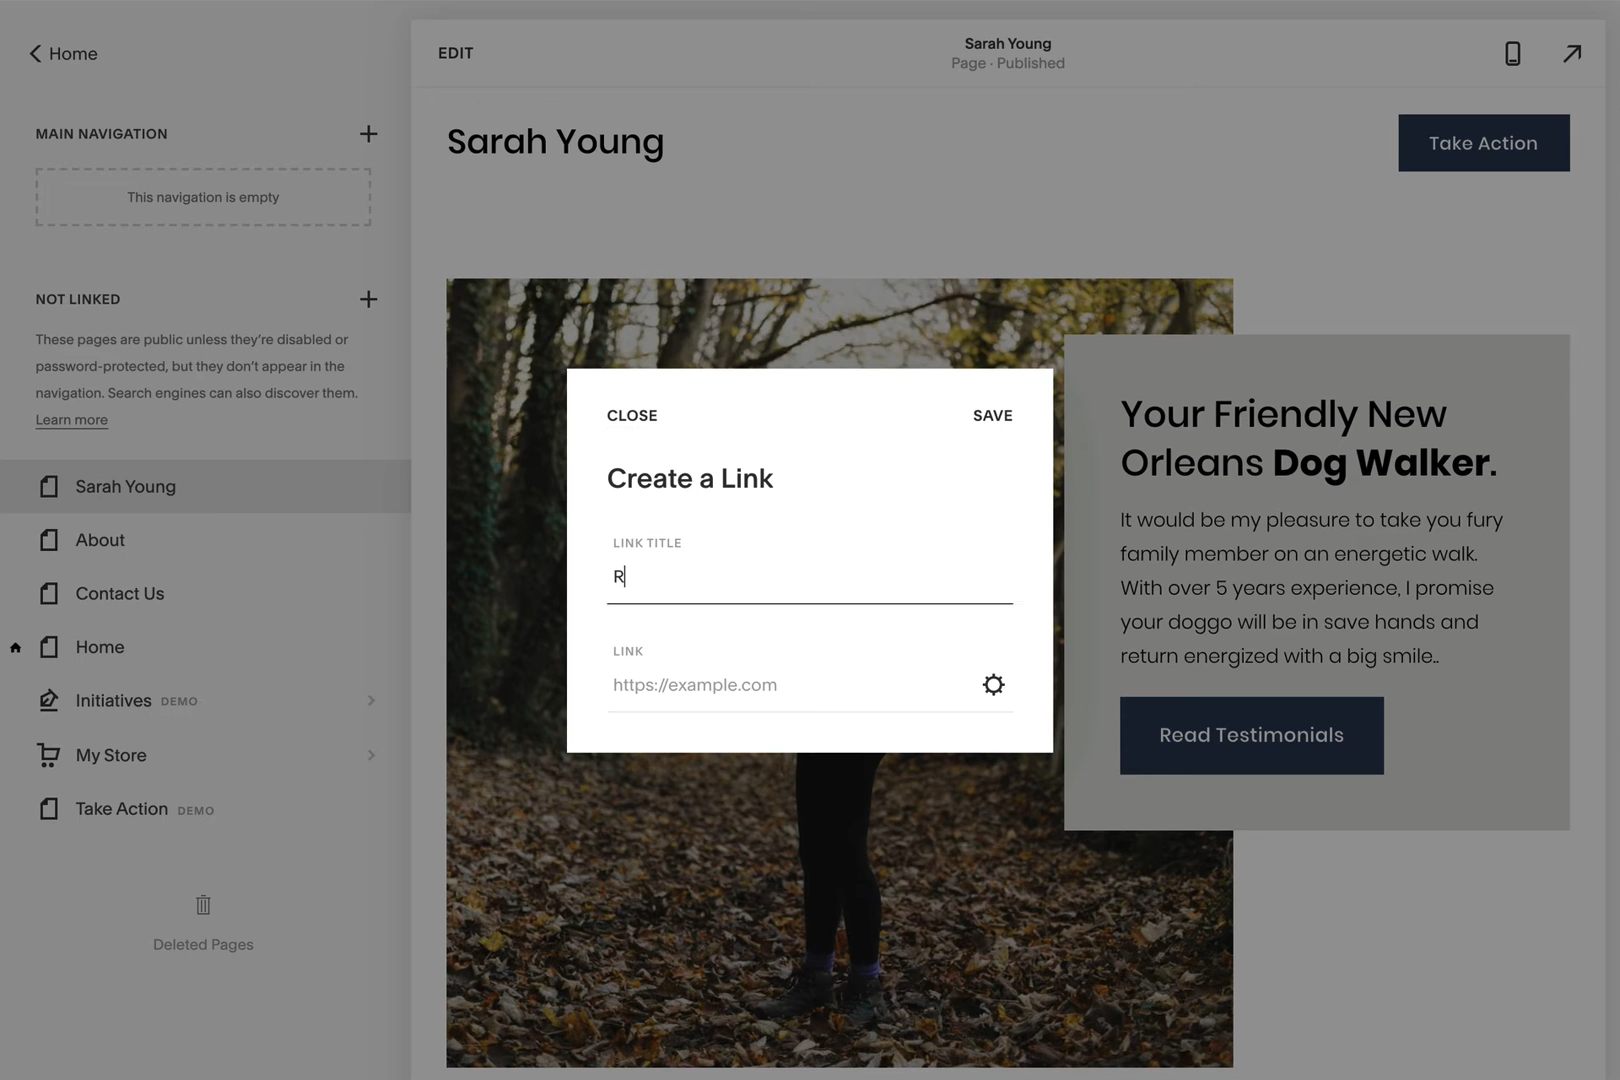 Home
MAIN NAVIGATION
This navigation is empty
NOT LINKED
These pages are public unless they're disabled or
password-protected, but they don't appear in the
navigation. Search engines can also discover them.
Learn more
Sarah Young
About
Contact Us
Home
Initiatives DEMO
My Store
Take Action DEMO
Deleted Pages
EDIT
Sarah Young
Page · Published
Sarah Young
Take Action
CLOSE
SAVE
Create a Link
LINK TITLE
R
LINK
https://example.com
Your Friendly New
Orleans Dog Walker.
It would be my pleasure to take you fury
family member on an energetic walk.
With over 5 years experience, I promise
your doggo will be in save hands and
return energized with a big smile..
Read Testimonials